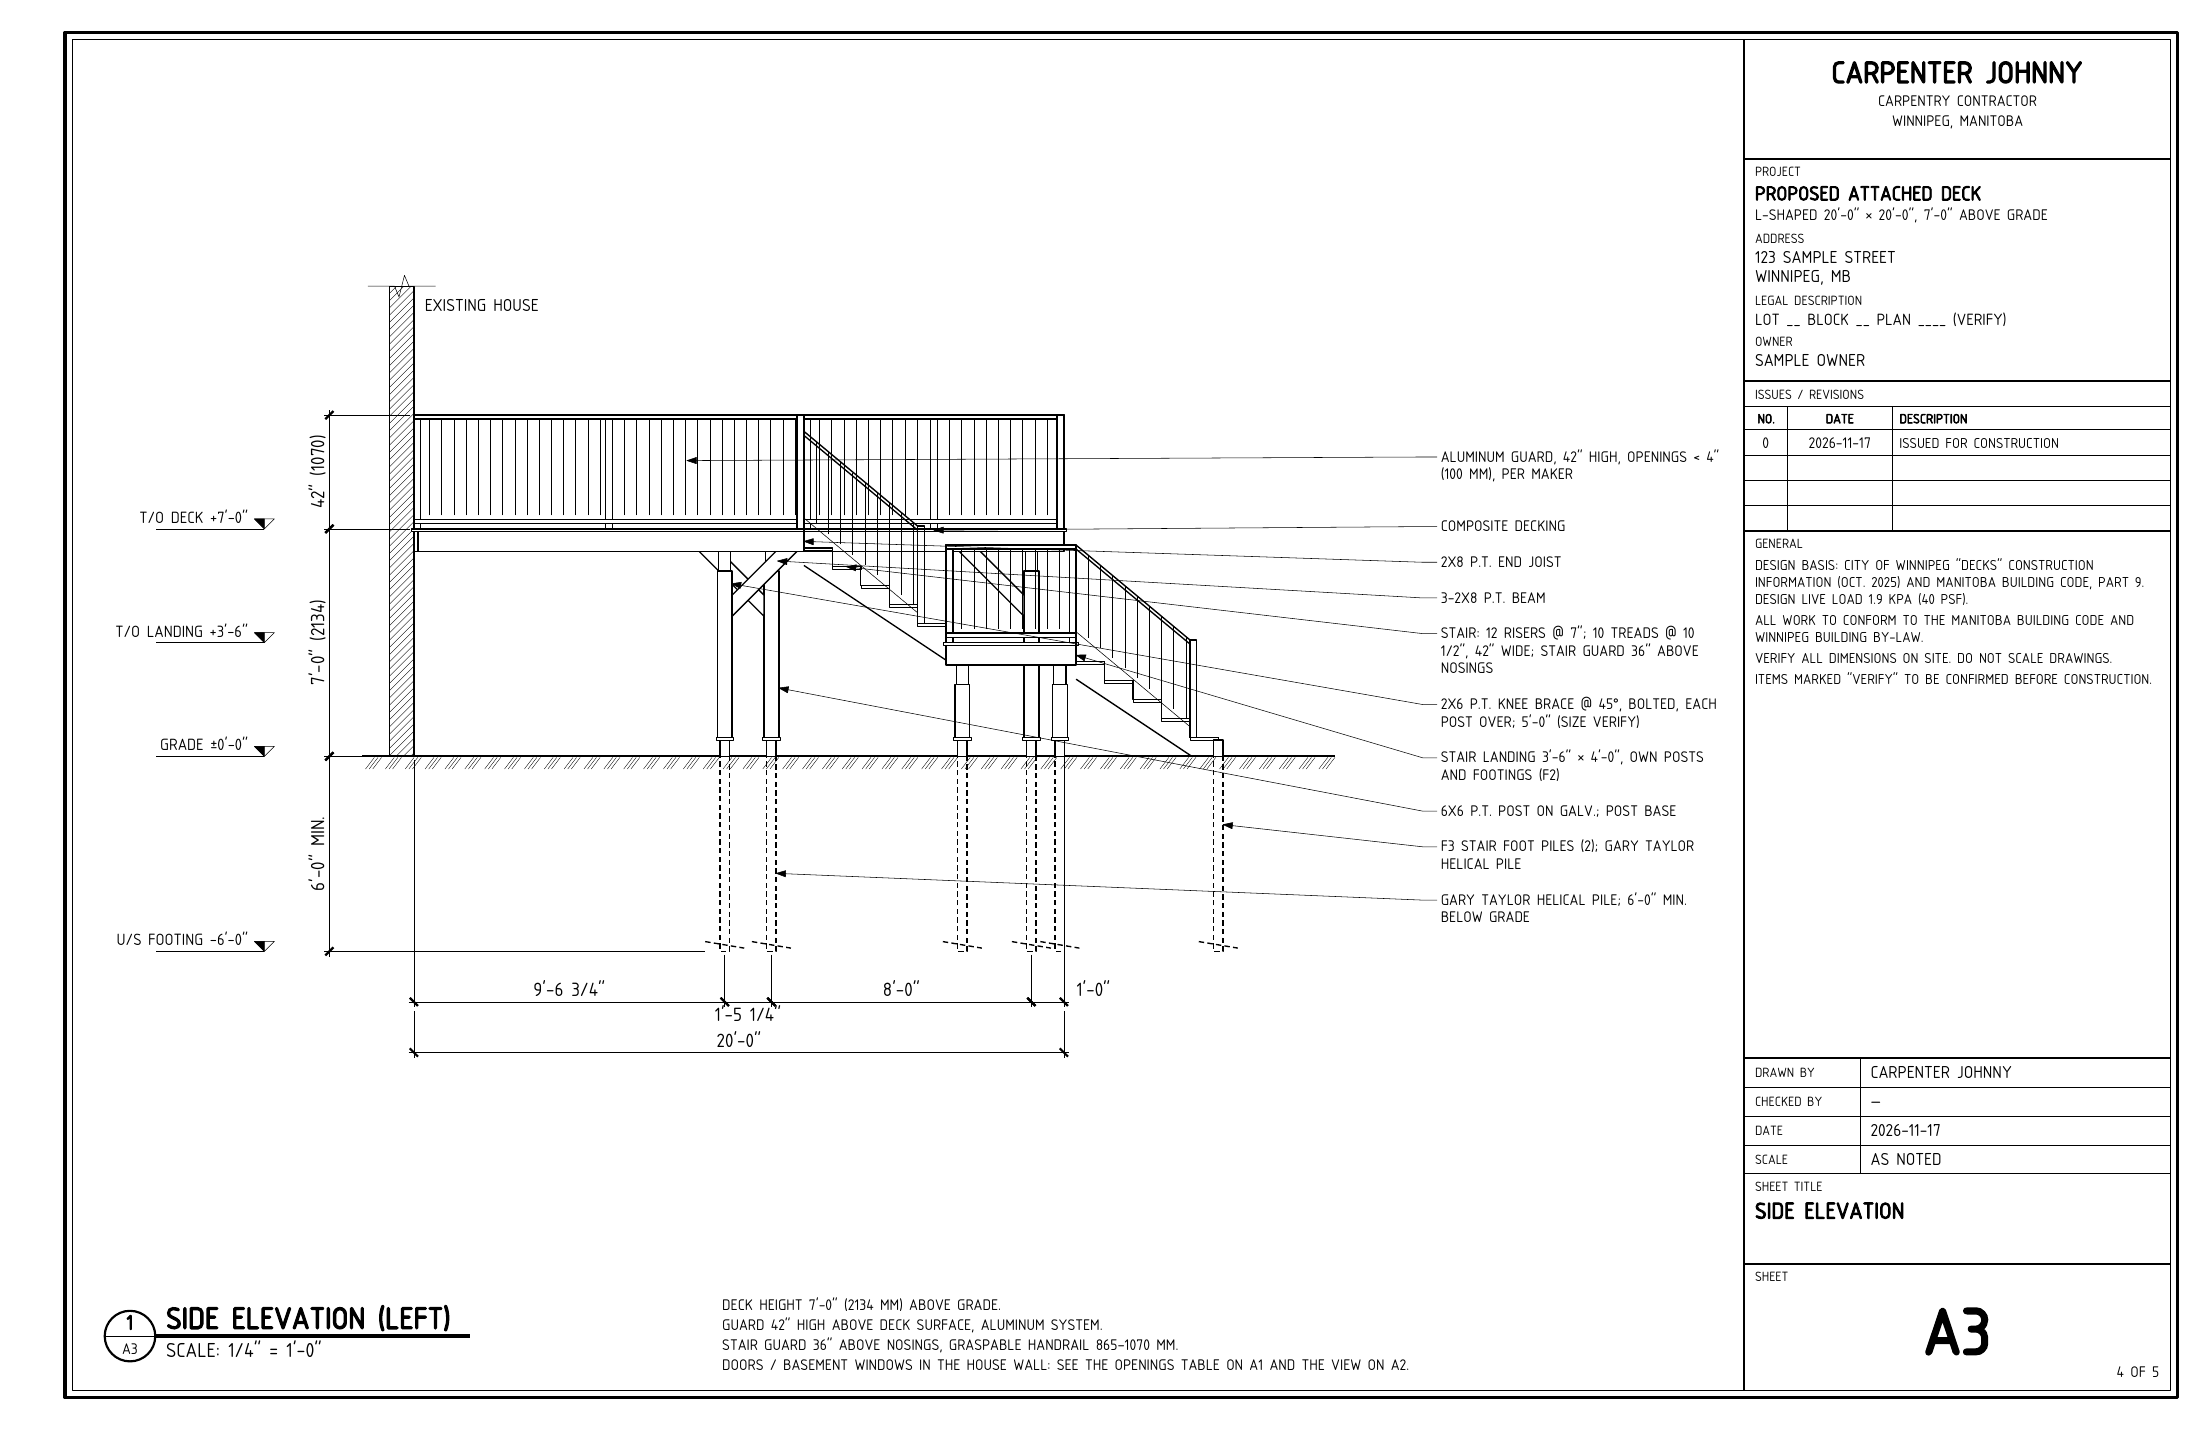 CARPENTER JOHNNY
CARPENTRY CONTRACTOR
WINNIPEG, MANITOBA
PROJECT
PROPOSED ATTACHED DECK
L-SHAPED 20'-0" × 20'-0", 7'-0" ABOVE GRADE
ADDRESS
123 SAMPLE STREET
WINNIPEG, MB
LEGAL DESCRIPTION
LOT __ BLOCK __ PLAN ____ (VERIFY)
OWNER
SAMPLE OWNER
ISSUES / REVISIONS
NO. DATE DESCRIPTION
0 2026-11-17 ISSUED FOR CONSTRUCTION
GENERAL
DESIGN BASIS: CITY OF WINNIPEG "DECKS" CONSTRUCTION
INFORMATION (OCT. 2025) AND MANITOBA BUILDING CODE, PART 9.
DESIGN LIVE LOAD 1.9 KPA (40 PSF).
ALL WORK TO CONFORM TO THE MANITOBA BUILDING CODE AND
WINNIPEG BUILDING BY-LAW.
VERIFY ALL DIMENSIONS ON SITE. DO NOT SCALE DRAWINGS.
ITEMS MARKED "VERIFY" TO BE CONFIRMED BEFORE CONSTRUCTION.
DRAWN BY CARPENTER JOHNNY
CHECKED BY –
DATE 2026-11-17
SCALE AS NOTED
SHEET TITLE
SIDE ELEVATION
SHEET
A3
4 OF 5
EXISTING HOUSE
42" (1070)
7'-0" (2134)
6'-0" MIN.
T/O DECK +7'-0"
T/O LANDING +3'-6"
GRADE ±0'-0"
U/S FOOTING -6'-0"
ALUMINUM GUARD, 42" HIGH, OPENINGS < 4"
(100 MM), PER MAKER
COMPOSITE DECKING
2X8 P.T. END JOIST
3-2X8 P.T. BEAM
STAIR: 12 RISERS @ 7"; 10 TREADS @ 10
1/2", 42" WIDE; STAIR GUARD 36" ABOVE
NOSINGS
2X6 P.T. KNEE BRACE @ 45°, BOLTED, EACH
POST OVER; 5'-0" (SIZE VERIFY)
STAIR LANDING 3'-6" × 4'-0", OWN POSTS
AND FOOTINGS (F2)
6X6 P.T. POST ON GALV.; POST BASE
F3 STAIR FOOT PILES (2); GARY TAYLOR
HELICAL PILE
GARY TAYLOR HELICAL PILE; 6'-0" MIN.
BELOW GRADE
9'-6 3/4"
1'-5 1/4"
8'-0"
1'-0"
20'-0"
1
A3
SIDE ELEVATION (LEFT)
SCALE: 1/4" = 1'-0"
DECK HEIGHT 7'-0" (2134 MM) ABOVE GRADE.
GUARD 42" HIGH ABOVE DECK SURFACE, ALUMINUM SYSTEM.
STAIR GUARD 36" ABOVE NOSINGS, GRASPABLE HANDRAIL 865-1070 MM.
DOORS / BASEMENT WINDOWS IN THE HOUSE WALL: SEE THE OPENINGS TABLE ON A1 AND THE VIEW ON A2.